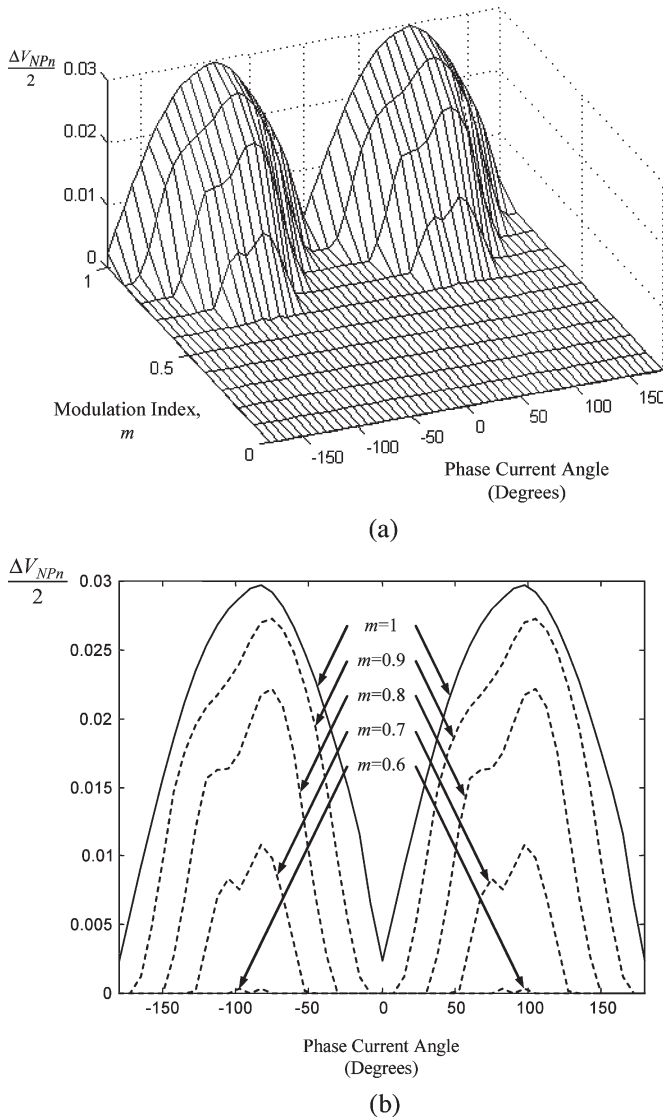 ΔV_NPn
2
0.03
0.02
0.01
0
1
0.5
0
Modulation Index,
m
-150 -100 -50 0 50 100 150
Phase Current Angle
(Degrees)
(a)
ΔV_NPn
2
0.03
0.025
0.02
0.015
0.01
0.005
0
m=1
m=0.9
m=0.8
m=0.7
m=0.6
-150 -100 -50 0 50 100 150
Phase Current Angle
(Degrees)
(b)